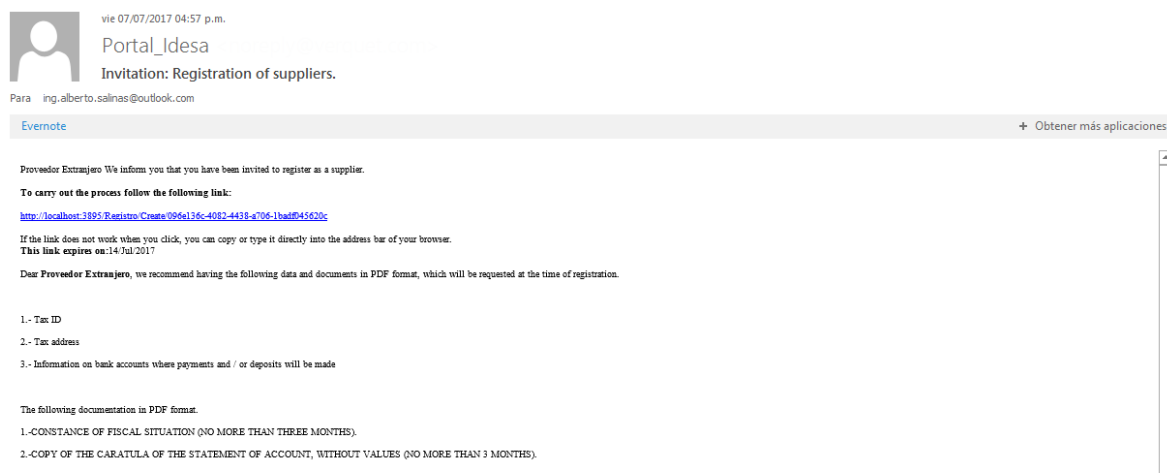 vie 07/07/2017 04:57 p.m.
Portal_Idesa
Invitation: Registration of suppliers.
Para ing.alberto.salinas@outlook.com
Evernote + Obtener más aplicaciones
Proveedor Extranjero We inform you that you have been invited to register as a supplier.
To carry out the process follow the following link:
http://localhost:3895/Registro/Create/096e136c-4082-4438-a706-1badf045620c
If the link does not work when you click, you can copy or type it directly into the address bar of your browser.
This link expires on:14/Jul/2017
Dear Proveedor Extranjero, we recommend having the following data and documents in PDF format, which will be requested at the time of registration.
1.- Tax ID
2.- Tax address
3.- Information on bank accounts where payments and / or deposits will be made
The following documentation in PDF format.
1.-CONSTANCE OF FISCAL SITUATION (NO MORE THAN THREE MONTHS).
2.-COPY OF THE CARATULA OF THE STATEMENT OF ACCOUNT, WITHOUT VALUES (NO MORE THAN 3 MONTHS).